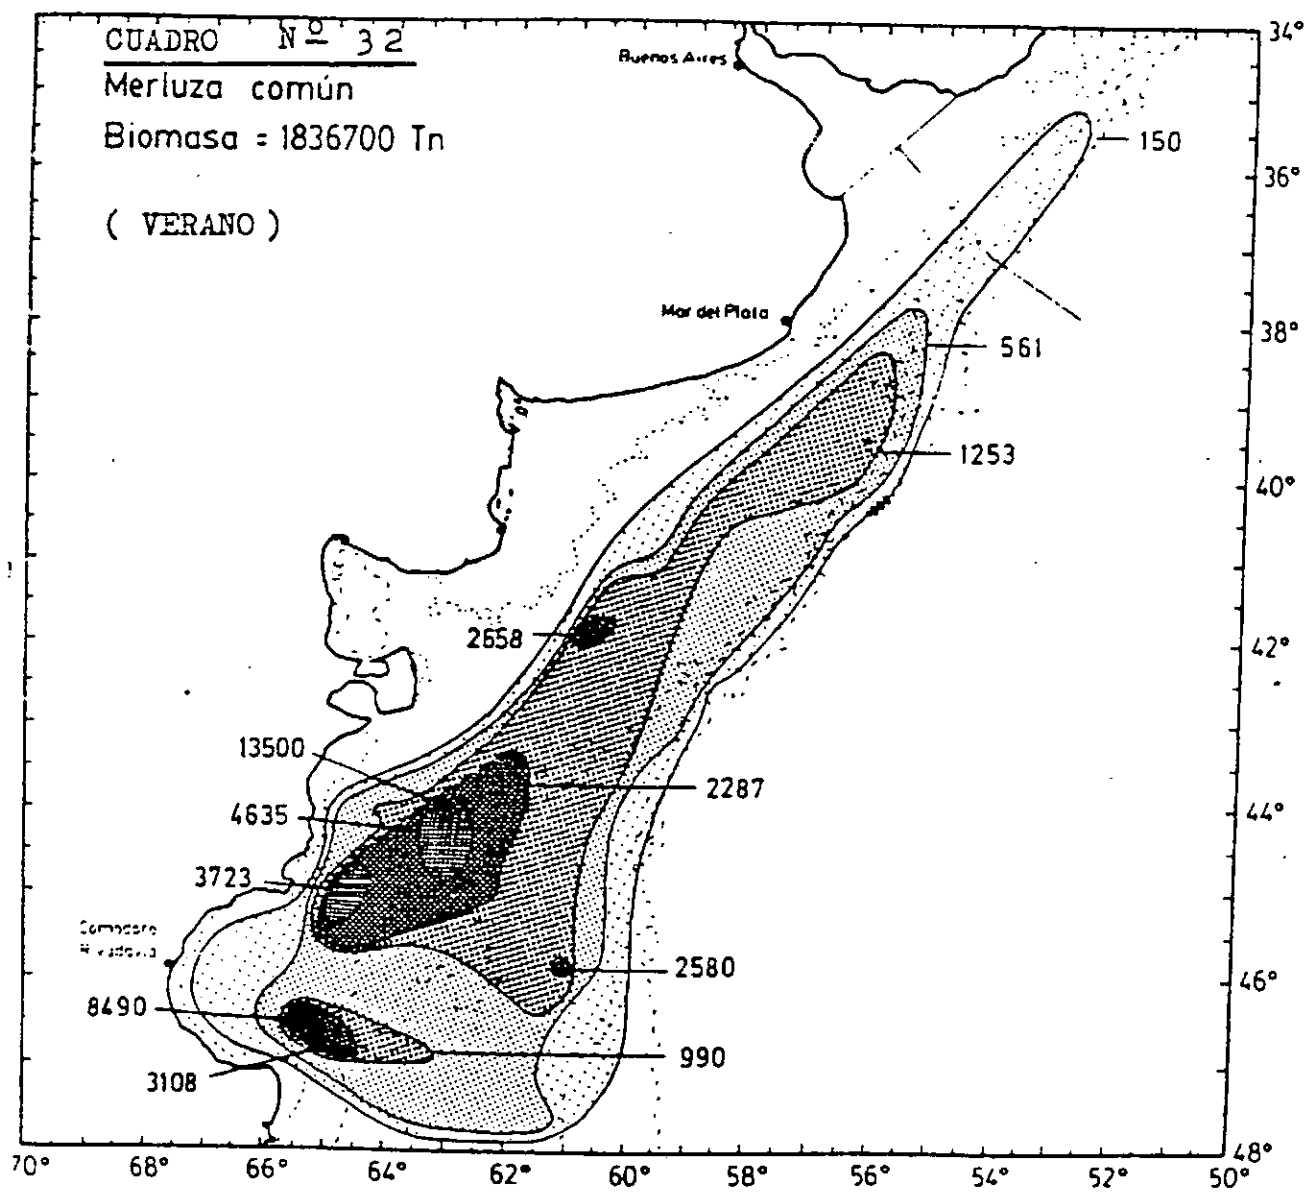 CUADRO Nº 32
Merluza común
Biomasa = 1836700 Tn
( VERANO )
Buenos Aires
Mar del Plata
Comodoro
Rivadavia
150
561
1253
2658
13500
4635
3723
2287
2580
8490
3108
990
34°
36°
38°
40°
42°
44°
46°
48°
70° 68° 66° 64° 62° 60° 58° 56° 54° 52° 50°